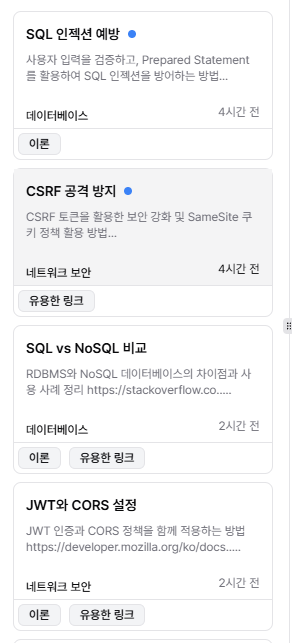 SQL 인젝션 예방
사용자 입력을 검증하고, Prepared Statement
를 활용하여 SQL 인젝션을 방어하는 방법...
데이터베이스
4시간 전
이론
CSRF 공격 방지
CSRF 토큰을 활용한 보안 강화 및 SameSite 쿠
키 정책 활용 방법...
네트워크 보안
4시간 전
유용한 링크
SQL vs NoSQL 비교
RDBMS와 NoSQL 데이터베이스의 차이점과 사
용 사례 정리 https://stackoverflow.co.....
데이터베이스
2시간 전
이론 유용한 링크
JWT와 CORS 설정
JWT 인증과 CORS 정책을 함께 적용하는 방법
https://developer.mozilla.org/ko/docs.....
네트워크 보안
2시간 전
이론 유용한 링크